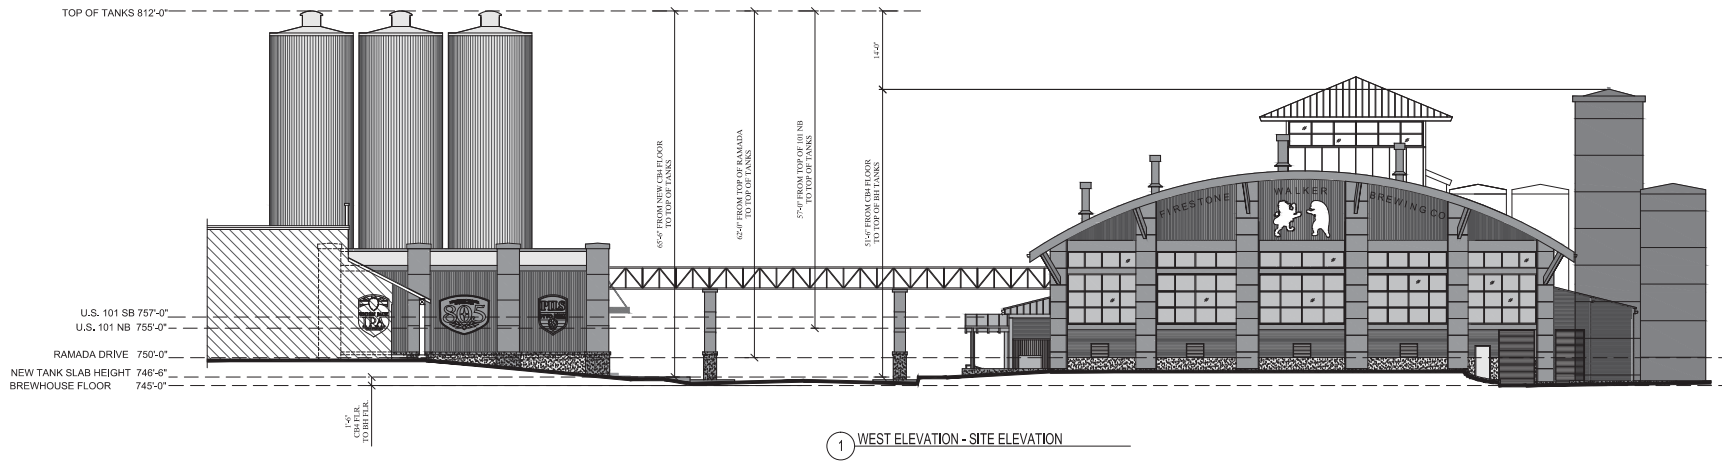 TOP OF TANKS 812'-0"
14'-0"
65'-6" FROM NEW CB4 FLOOR
TO TOP OF TANKS
62'-0" FROM TOP OF RAMADA
TO TOP OF TANKS
57'-0" FROM TOP OF 101 NB
TO TOP OF TANKS
51'-6" FROM CB4 FLOOR
TO TOP OF BH TANKS
FIRESTONE WALKER BREWING CO
IPA
805
PILS
U.S. 101 SB 757'-0"
U.S. 101 NB 755'-0"
RAMADA DRIVE 750'-0"
NEW TANK SLAB HEIGHT 746'-6"
BREWHOUSE FLOOR 745'-0"
1'-6"
CB4 FLR.
TO BH FLR.
1 WEST ELEVATION - SITE ELEVATION